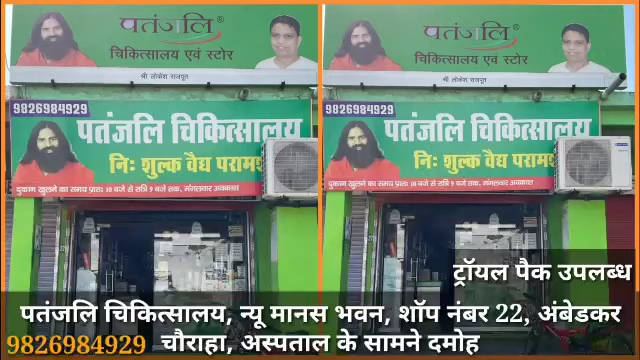 पतंजलि®
चिकित्सालय एवं स्टोर
श्री लोकेश राजपूत
9826984929
पतंजलि चिकित्सालय
निः शुल्क वैद्य परामर्श
दुकान खुलने का समय प्रातः 10 बजे से रात्रि 9 बजे तक, मंगलवार अवकाश
पतंजलि®
चिकित्सालय एवं स्टोर
श्री लोकेश राजपूत
9826984929
पतंजलि चिकित्सालय
निः शुल्क वैद्य परामर्श
दुकान खुलने का समय प्रातः 10 बजे से रात्रि 9 बजे तक, मंगलवार अवकाश
ट्रॉयल पैक उपलब्ध
पतंजलि चिकित्सालय, न्यू मानस भवन, शॉप नंबर 22, अंबेडकर
9826984929 चौराहा, अस्पताल के सामने दमोह